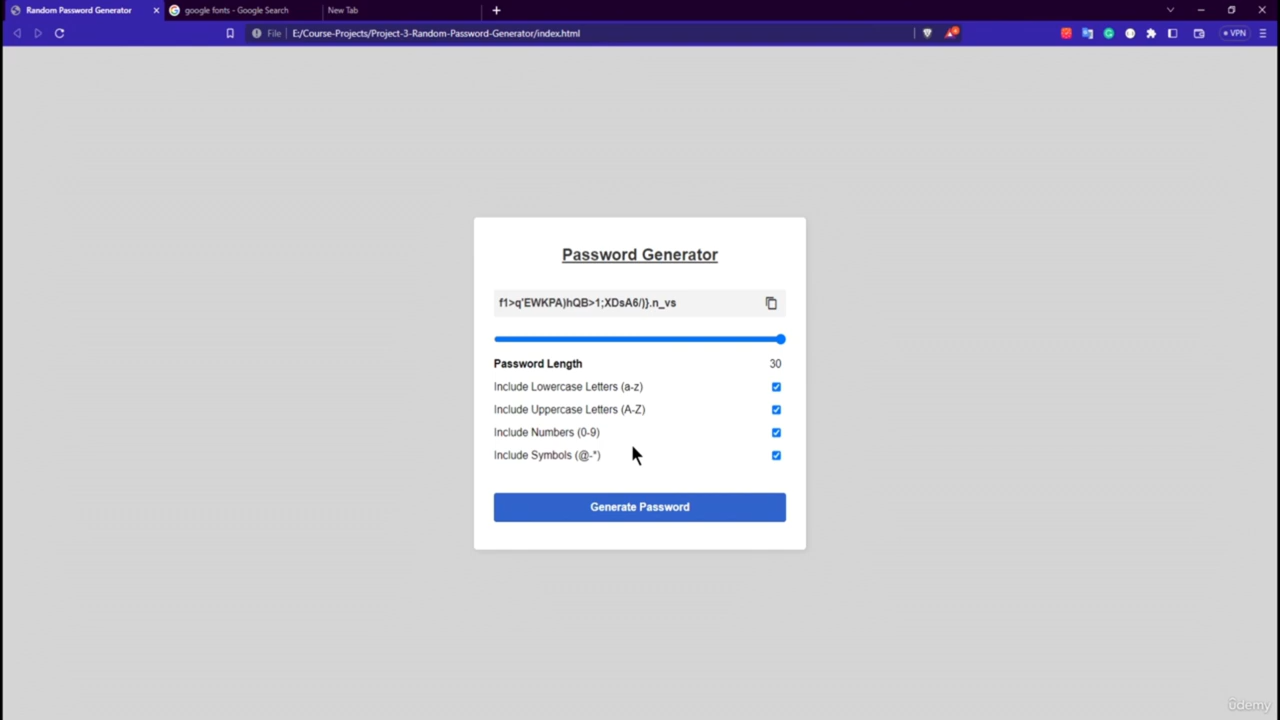 Random Password Generator
google fonts - Google Search
New Tab
File
E:/Course-Projects/Project-3-Random-Password-Generator/index.html
VPN
Password Generator
f1>q'EWKPA)hQB>1;XDsA6/)}.n_vs
Password Length
30
Include Lowercase Letters (a-z)
Include Uppercase Letters (A-Z)
Include Numbers (0-9)
Include Symbols (@-*)
Generate Password
ûdemy